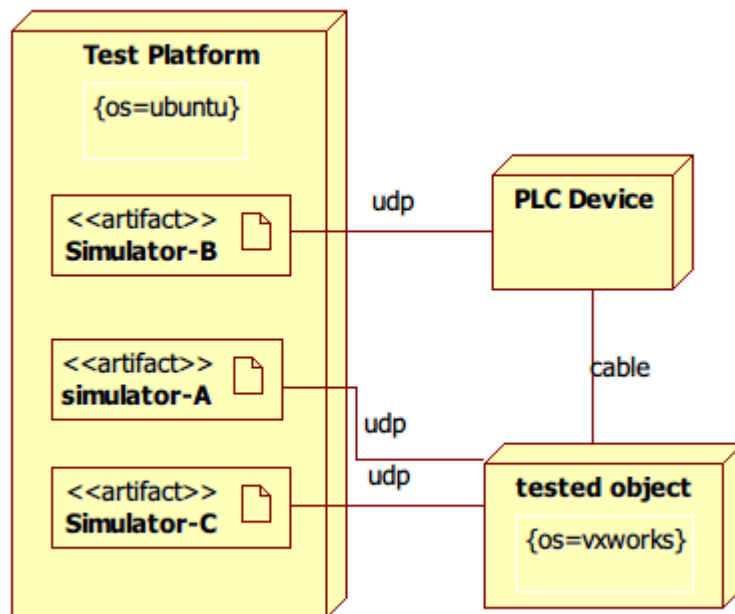 Test Platform
{os=ubuntu}
<<artifact>>
Simulator-B
udp
PLC Device
<<artifact>>
simulator-A
cable
udp
<<artifact>>
Simulator-C
udp
tested object
{os=vxworks}